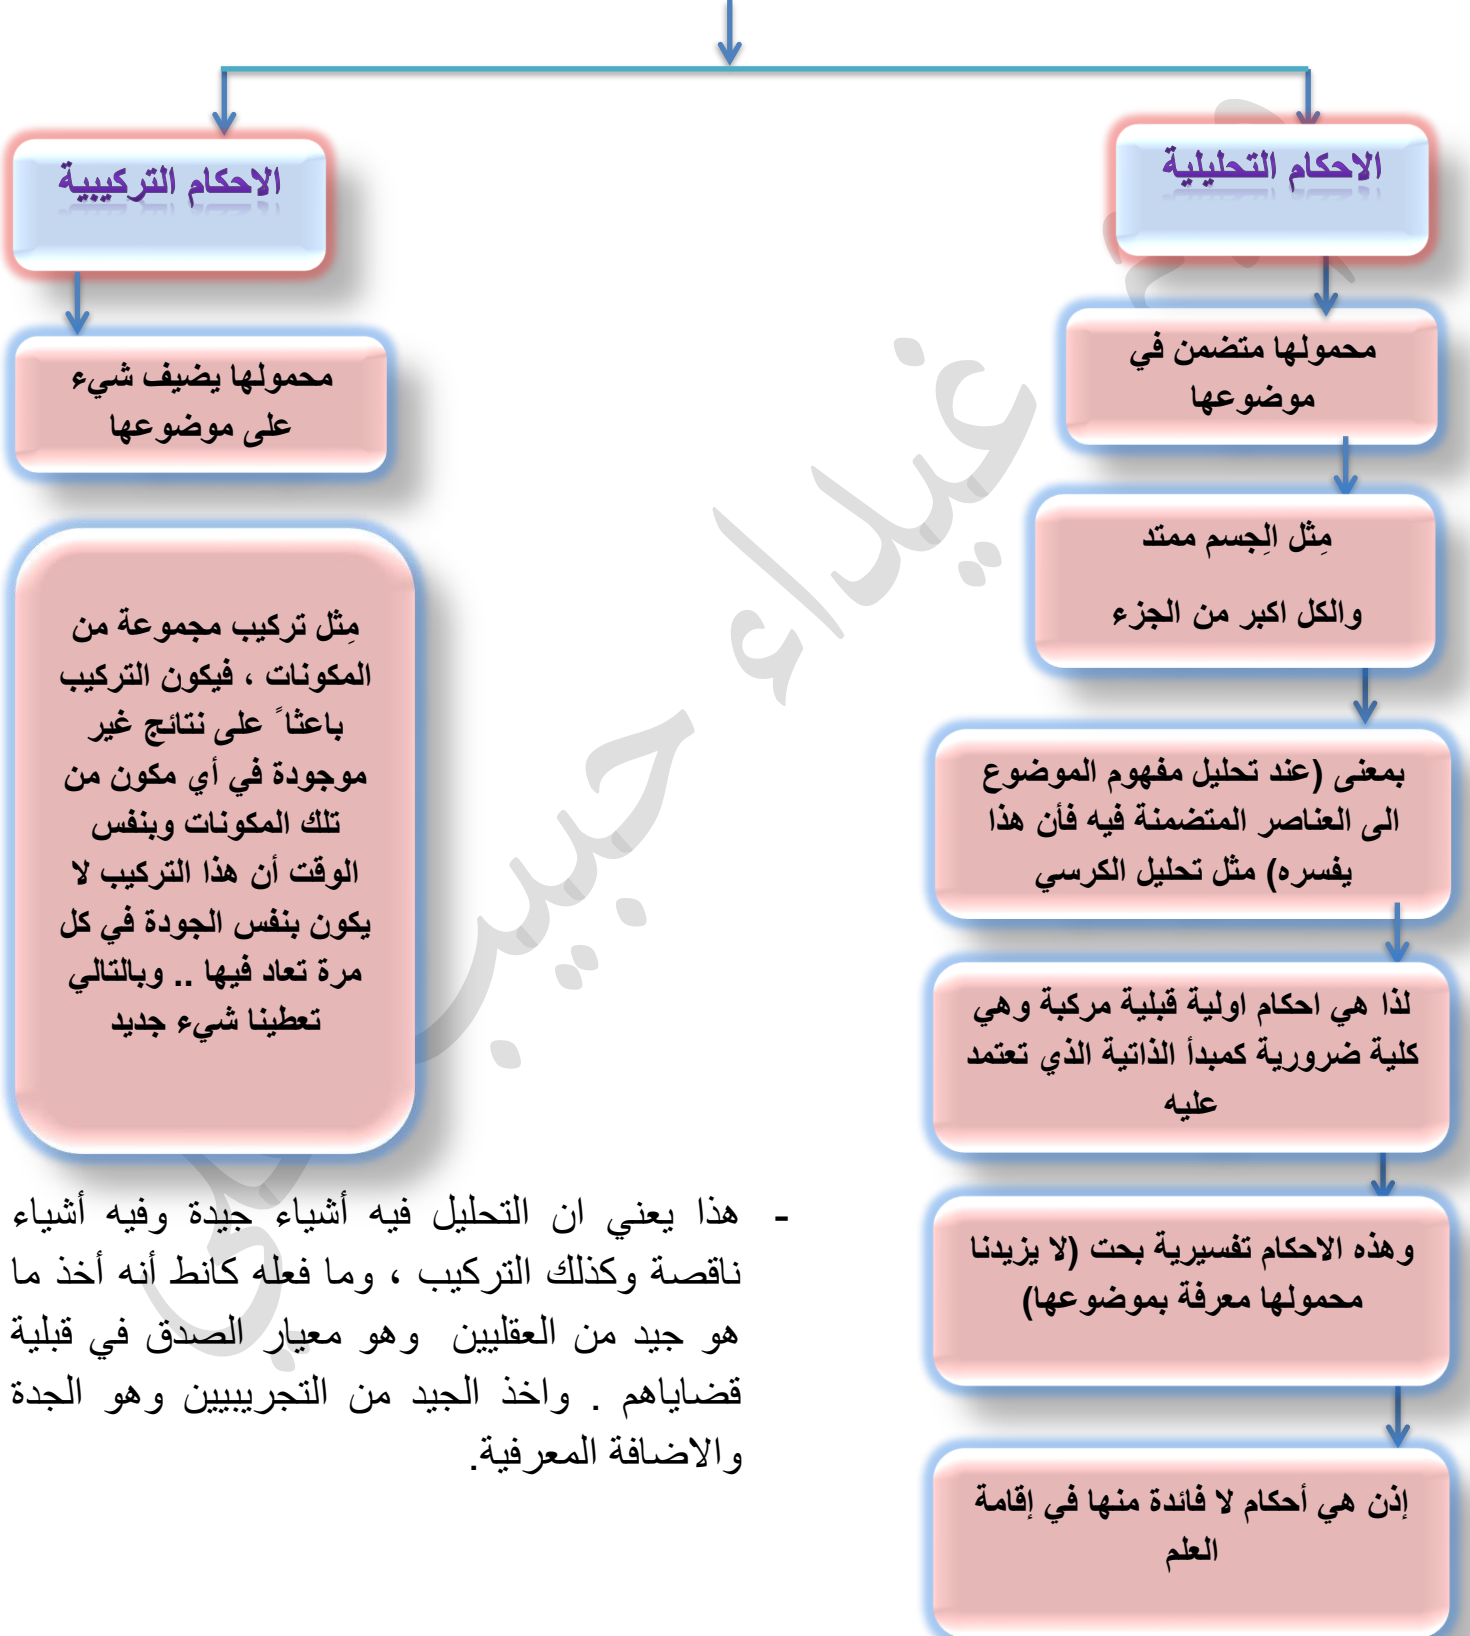 الاحكام التحليلية
محمولها متضمن في
موضوعها
مِثل الِجسم ممتد
والكل اكبر من الجزء
بمعنى (عند تحليل مفهوم الموضوع
الى العناصر المتضمنة فيه فأن هذا
يفسره) مثل تحليل الكرسي
لذا هي احكام اولية قبلية مركبة وهي
كلية ضرورية كمبدأ الذاتية الذي تعتمد
عليه
وهذه الاحكام تفسيرية بحت (لا يزيدنا
محمولها معرفة بموضوعها)
إذن هي أحكام لا فائدة منها في إقامة
العلم
الاحكام التركيبية
محمولها يضيف شيء
على موضوعها
مِثل تركيب مجموعة من
المكونات ، فيكون التركيب
باعثا ً على نتائج غير
موجودة في أي مكون من
تلك المكونات وبنفس
الوقت أن هذا التركيب لا
يكون بنفس الجودة في كل
مرة تعاد فيها .. وبالتالي
تعطينا شيء جديد
- هذا يعني ان التحليل فيه أشياء جيدة وفيه أشياء
ناقصة وكذلك التركيب ، وما فعله كانط أنه أخذ ما
هو جيد من العقليين وهو معيار الصدق في قبلية
قضاياهم . واخذ الجيد من التجريبيين وهو الجدة
والاضافة المعرفية.
غيداء حبيب